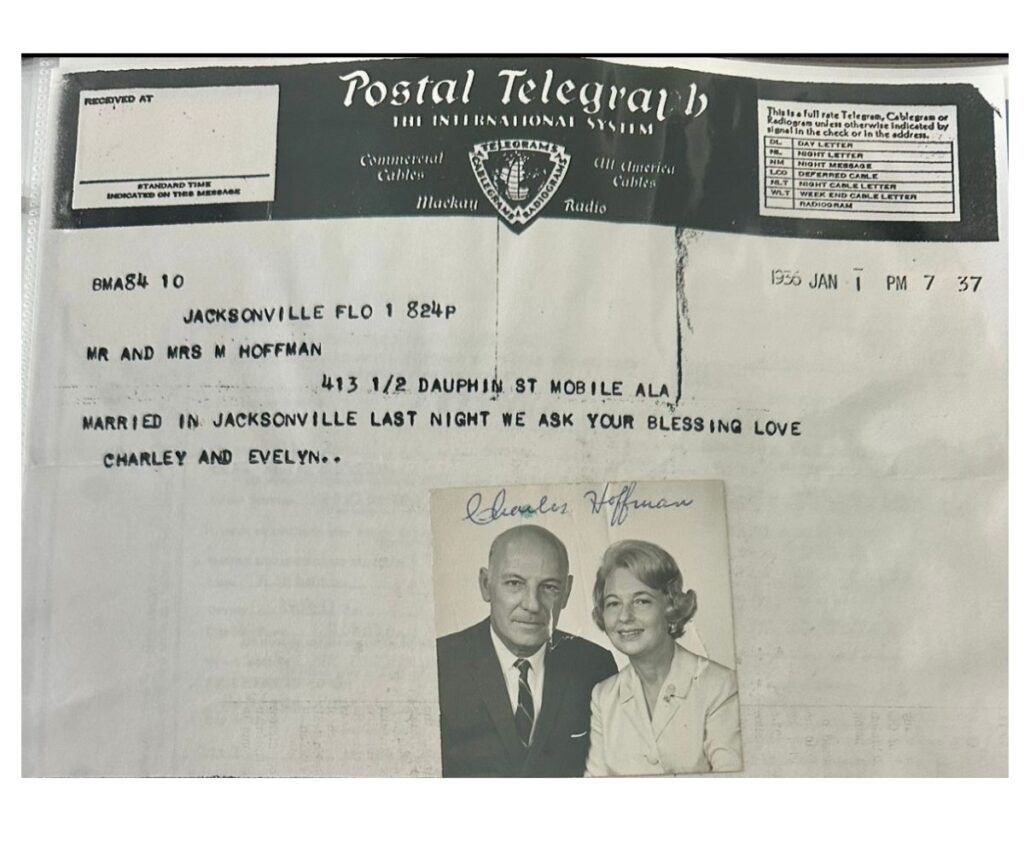 Postal Telegraph
THE INTERNATIONAL SYSTEM
Commercial Cables
All America Cables
Mackay Radio
TELEGRAMS
CABLEGRAMS
RADIOGRAMS
RECEIVED AT
STANDARD TIME
INDICATED ON THIS MESSAGE
This is a full rate Telegram, Cablegram or
Radiogram unless otherwise indicated by
signal in the check or in the address.
DL DAY LETTER
NL NIGHT LETTER
NM NIGHT MESSAGE
LCO DEFERRED CABLE
NLT NIGHT CABLE LETTER
WLT WEEK END CABLE LETTER
RADIOGRAM
BMA84 10
1936 JAN 1 PM 7 37
JACKSONVILLE FLO 1 824P
MR AND MRS M HOFFMAN
413 1/2 DAUPHIN ST MOBILE ALA
MARRIED IN JACKSONVILLE LAST NIGHT WE ASK YOUR BLESSING LOVE
CHARLEY AND EVELYN..
Charles Hoffman